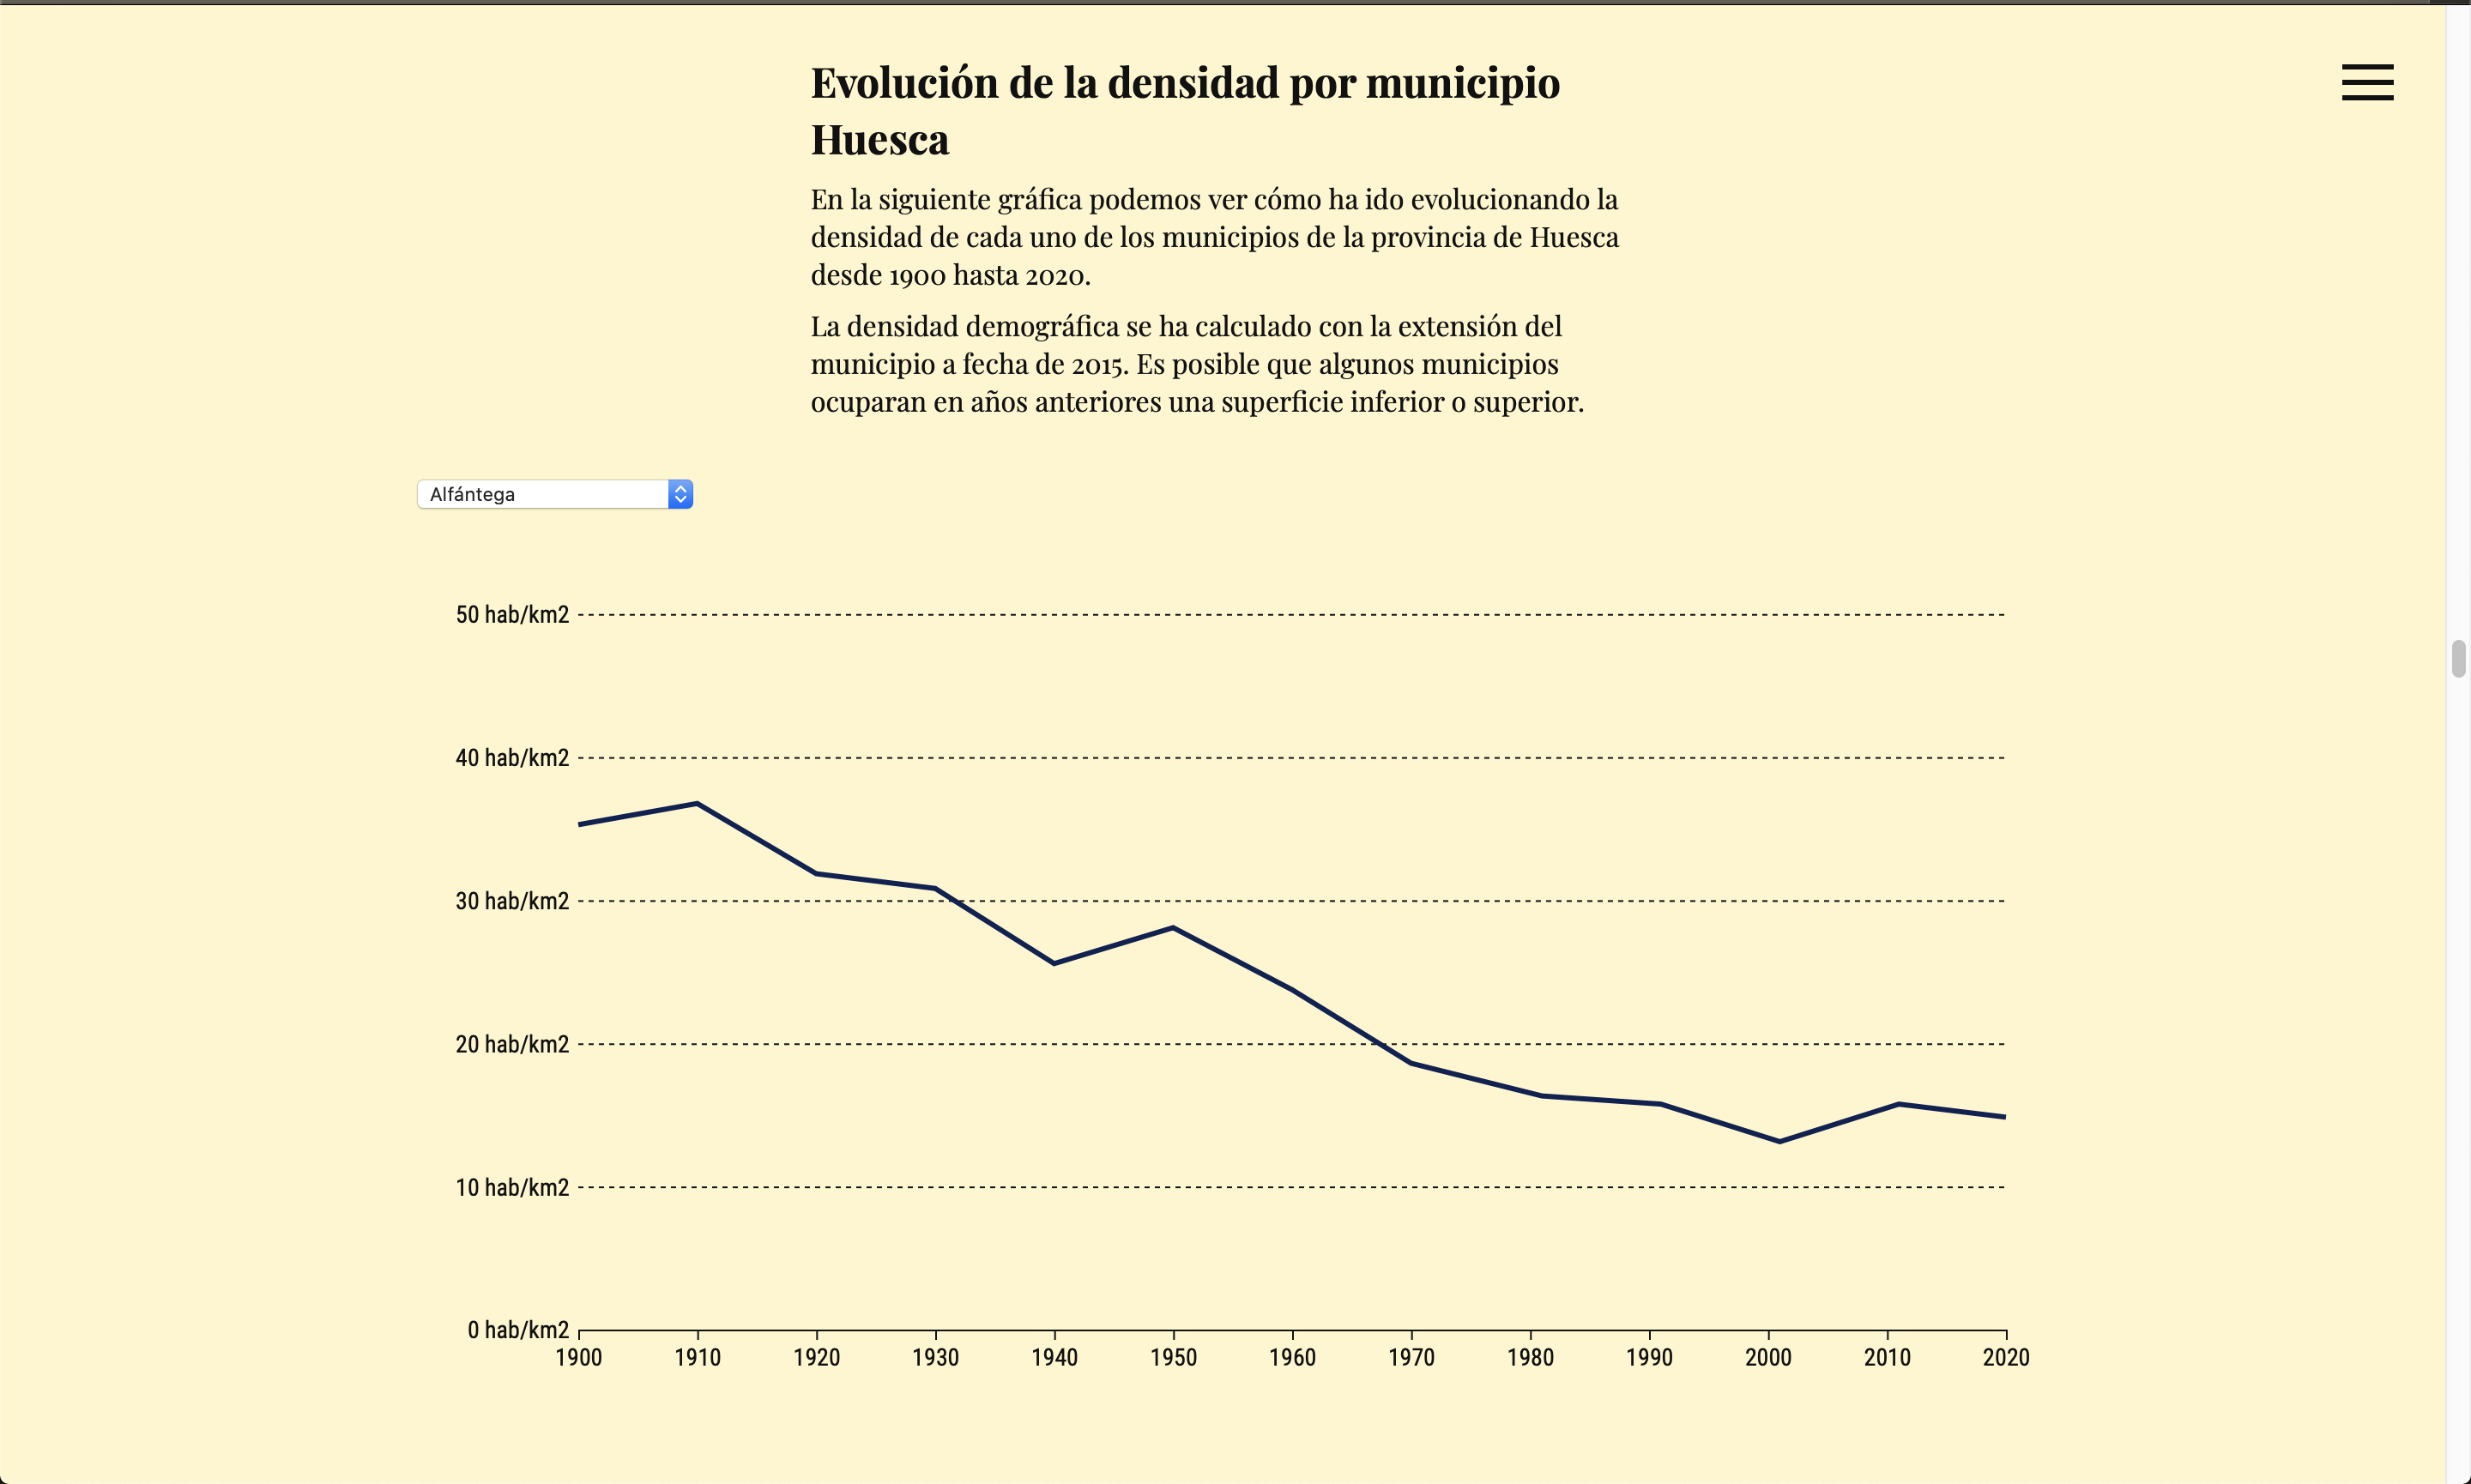 Evolución de la densidad por municipio
Huesca
En la siguiente gráfica podemos ver cómo ha ido evolucionando la
densidad de cada uno de los municipios de la provincia de Huesca
desde 1900 hasta 2020.
La densidad demográfica se ha calculado con la extensión del
municipio a fecha de 2015. Es posible que algunos municipios
ocuparan en años anteriores una superficie inferior o superior.
Alfántega
50 hab/km2
40 hab/km2
30 hab/km2
20 hab/km2
10 hab/km2
0 hab/km2
1900 1910 1920 1930 1940 1950 1960 1970 1980 1990 2000 2010 2020